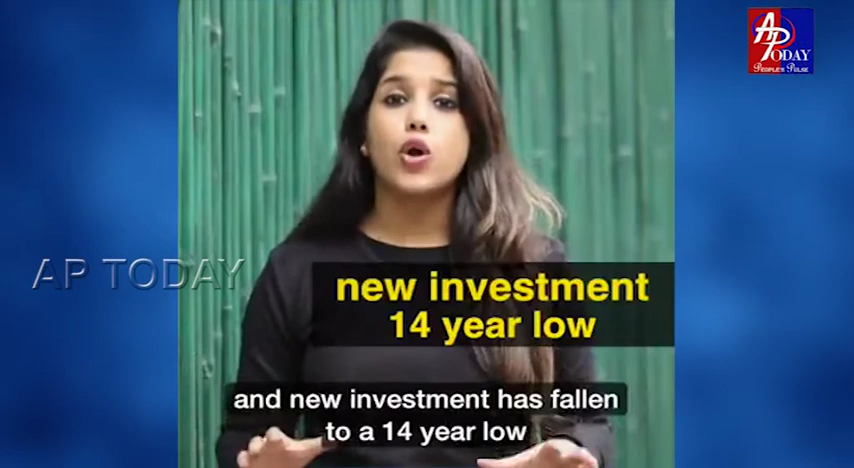 AP
TODAY
PEOPLE'S PULSE
AP TODAY
new investment
14 year low
and new investment has fallen
to a 14 year low